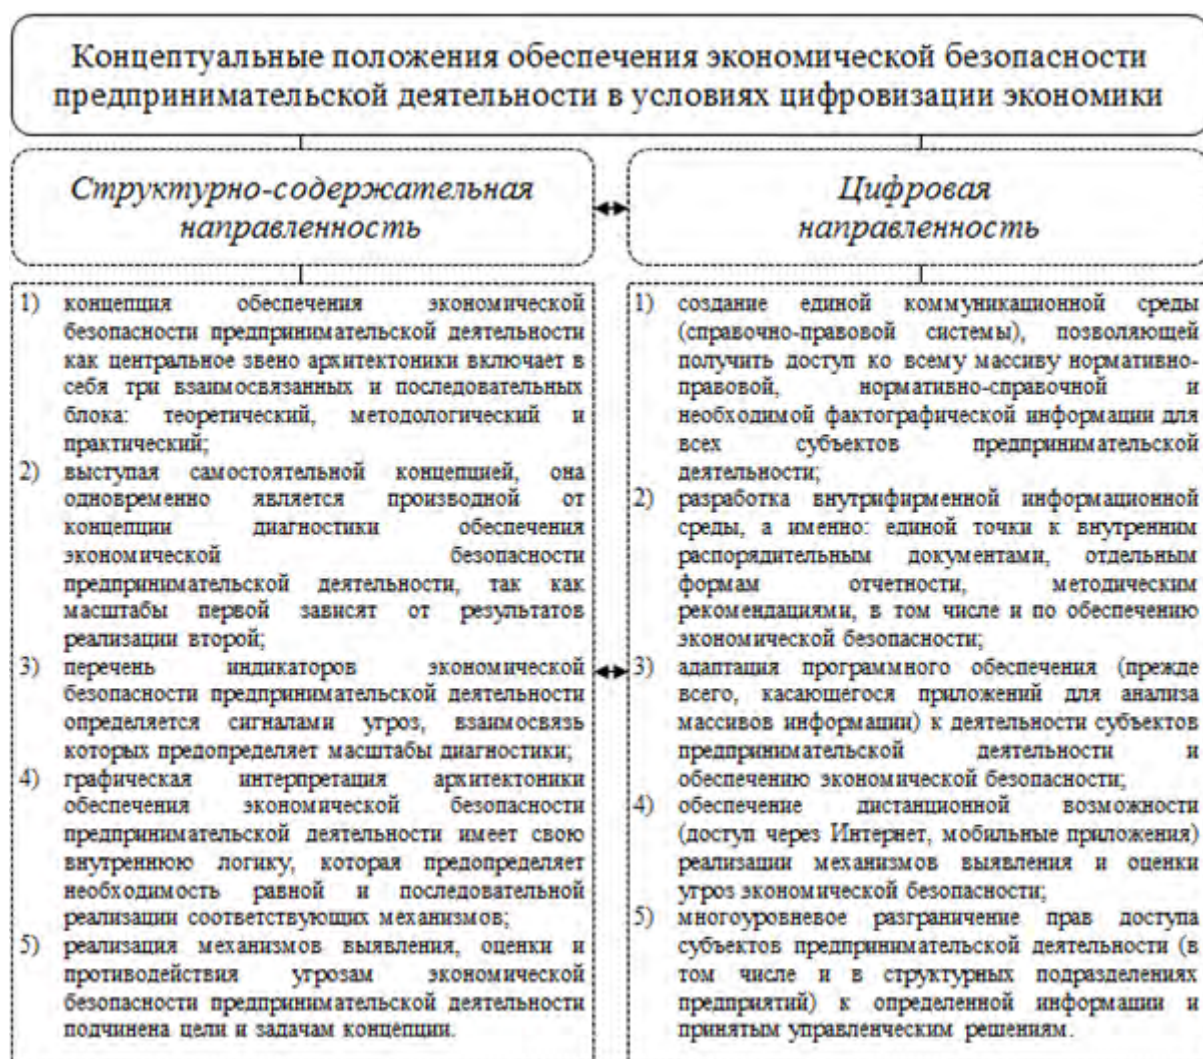 Концептуальные положения обеспечения экономической безопасности
предпринимательской деятельности в условиях цифровизации экономики
Структурно-содержательная
направленность
Цифровая
направленность
1) концепция обеспечения экономической
безопасности предпринимательской деятельности
как центральное звено архитектоники включает в
себя три взаимосвязанных и последовательных
блока: теоретический, методологический и
практический;
2) выступая самостоятельной концепцией, она
одновременно является производной от
концепции диагностики обеспечения
экономической безопасности
предпринимательской деятельности, так как
масштабы первой зависят от результатов
реализации второй;
3) перечень индикаторов экономической
безопасности предпринимательской деятельности
определяется сигналами угроз, взаимосвязь
которых предопределяет масштабы диагностики;
4) графическая интерпретация архитектоники
обеспечения экономической безопасности
предпринимательской деятельности имеет свою
внутреннюю логику, которая предопределяет
необходимость равной и последовательной
реализации соответствующих механизмов;
5) реализация механизмов выявления, оценки и
противодействия угрозам экономической
безопасности предпринимательской деятельности
подчинена цели и задачам концепции.
1) создание единой коммуникационной среды
(справочно-правовой системы), позволяющей
получить доступ ко всему массиву нормативно-
правовой, нормативно-справочной и
необходимой фактографической информации для
всех субъектов предпринимательской
деятельности;
2) разработка внутрифирменной информационной
среды, а именно: единой точки к внутренним
распорядительным документами, отдельным
формам отчетности, методическим
рекомендациями, в том числе и по обеспечению
экономической безопасности;
3) адаптация программного обеспечения (прежде
всего, касающегося приложений для анализа
массивов информации) к деятельности субъектов
предпринимательской деятельности и
обеспечению экономической безопасности;
4) обеспечение дистанционной возможности
(доступ через Интернет, мобильные приложения)
реализации механизмов выявления и оценки
угроз экономической безопасности;
5) многоуровневое разграничение прав доступа
субъектов предпринимательской деятельности (в
том числе и в структурных подразделениях
предприятий) к определенной информации и
принятым управленческим решениям.